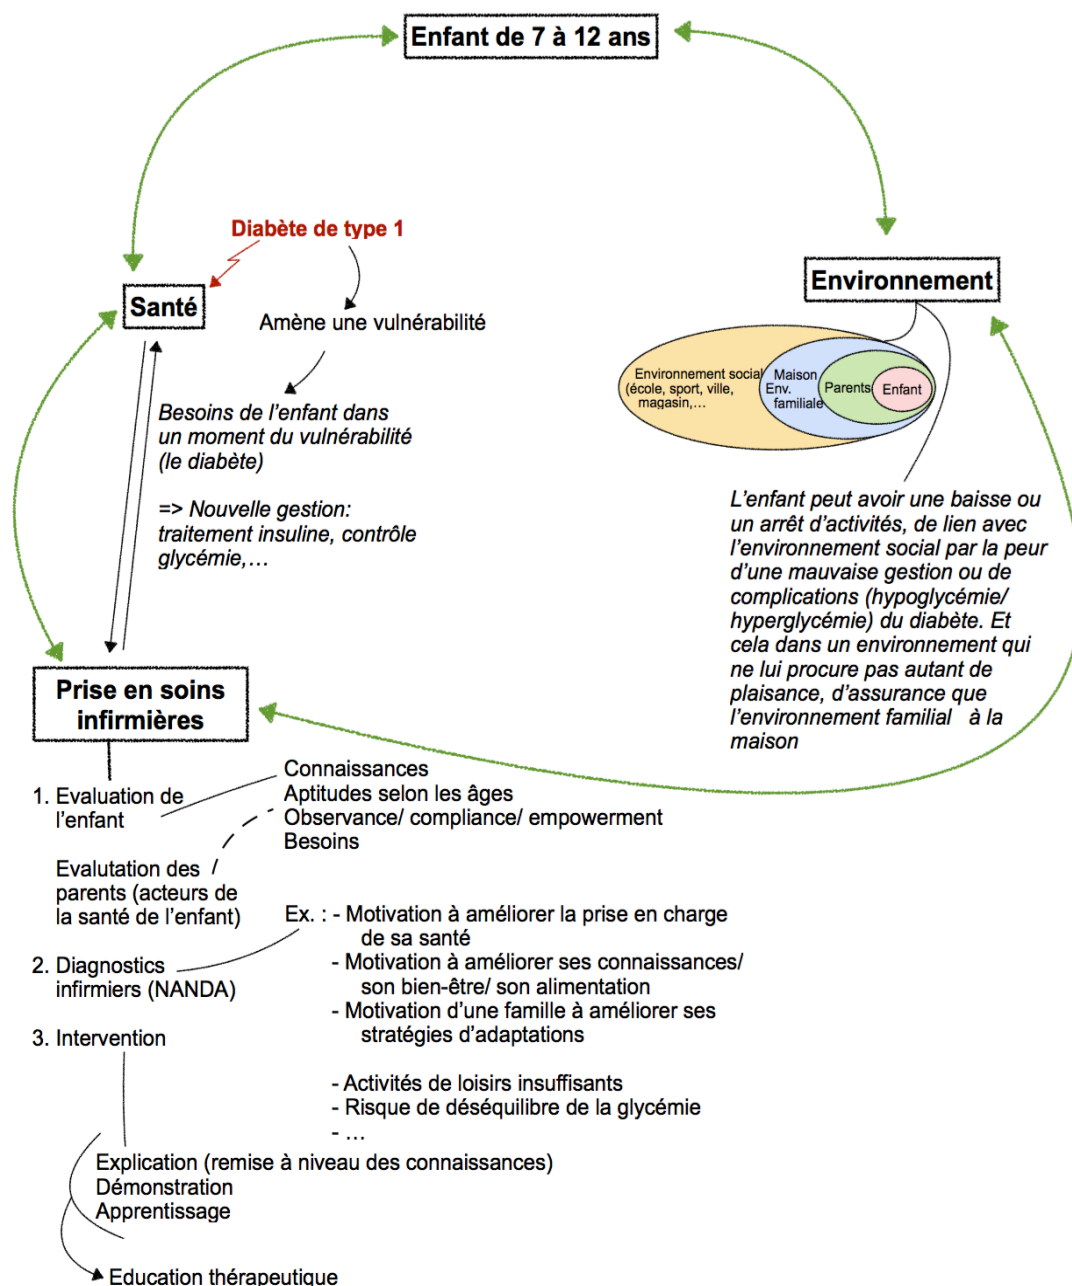 Enfant de 7 à 12 ans
Diabète de type 1
Santé
Amène une vulnérabilité
Besoins de l'enfant dans
un moment du vulnérabilité
(le diabète)
=> Nouvelle gestion:
traitement insuline, contrôle
glycémie,…
Environnement
Environnement social
(école, sport, ville,
magasin,…
Maison
Env.
familiale
Parents
Enfant
L'enfant peut avoir une baisse ou
un arrêt d'activités, de lien avec
l'environnement social par la peur
d'une mauvaise gestion ou de
complications (hypoglycémie/
hyperglycémie) du diabète. Et
cela dans un environnement qui
ne lui procure pas autant de
plaisance, d'assurance que
l'environnement familial à la
maison
Prise en soins
infirmières
1. Evaluation de
l'enfant
Connaissances
Aptitudes selon les âges
Observance/ compliance/ empowerment
Besoins
Evalutation des
parents (acteurs de
la santé de l'enfant)
2. Diagnostics
infirmiers (NANDA)
Ex. : - Motivation à améliorer la prise en charge
de sa santé
- Motivation à améliorer ses connaissances/
son bien-être/ son alimentation
- Motivation d'une famille à améliorer ses
stratégies d'adaptations
- Activités de loisirs insuffisants
- Risque de déséquilibre de la glycémie
- …
3. Intervention
Explication (remise à niveau des connaissances)
Démonstration
Apprentissage
Education thérapeutique